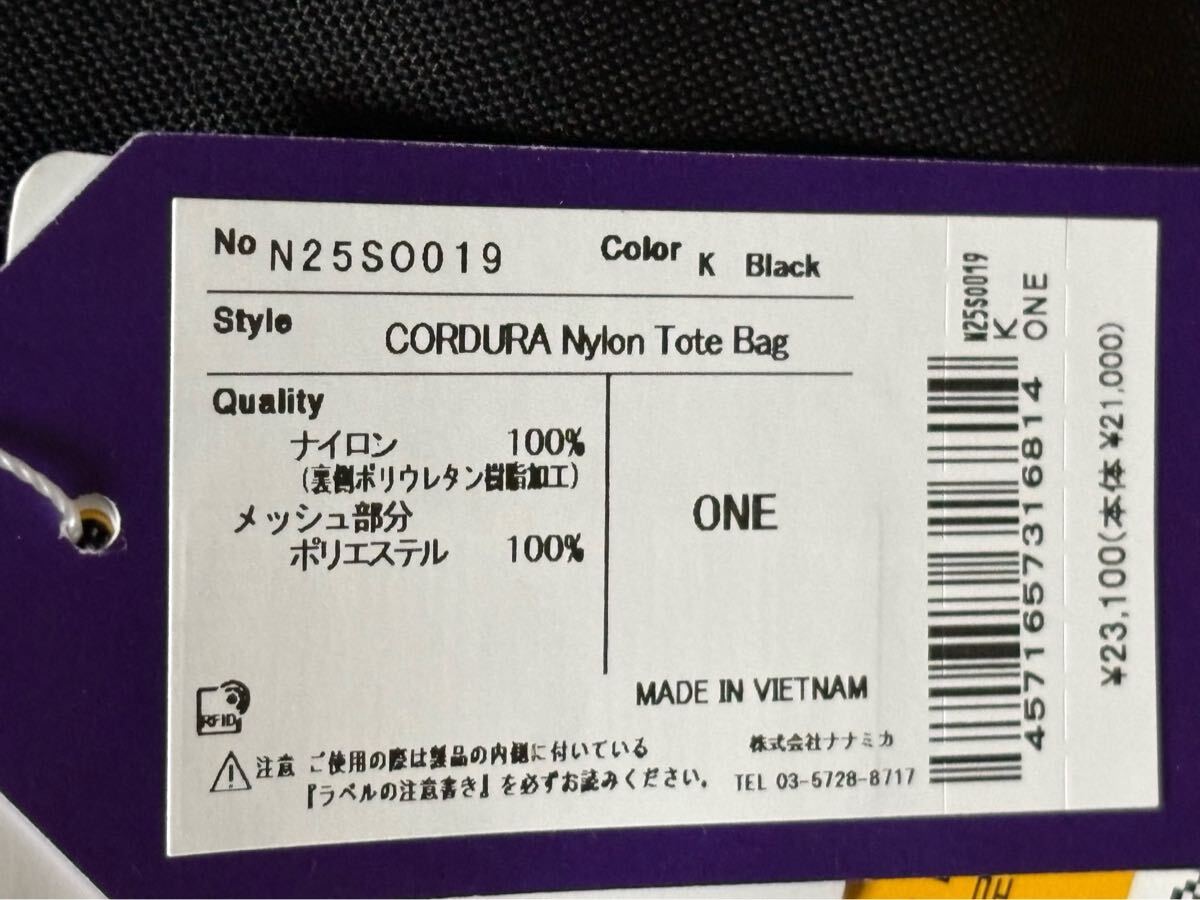 No N25SO019 Color K Black
Style CORDURA Nylon Tote Bag
Quality
ナイロン 100%
(裏側ポリウレタン樹脂加工)
メッシュ部分
ポリエステル 100%
ONE
MADE IN VIETNAM
RFID
注意 ご使用の際は製品の内側に付いている
『ラベルの注意書き』を必ずお読みください。
株式会社ナナミカ
TEL 03-5728-8717
N25SO019
K
ONE
4571657316814
¥23,100(本体 ¥21,000)